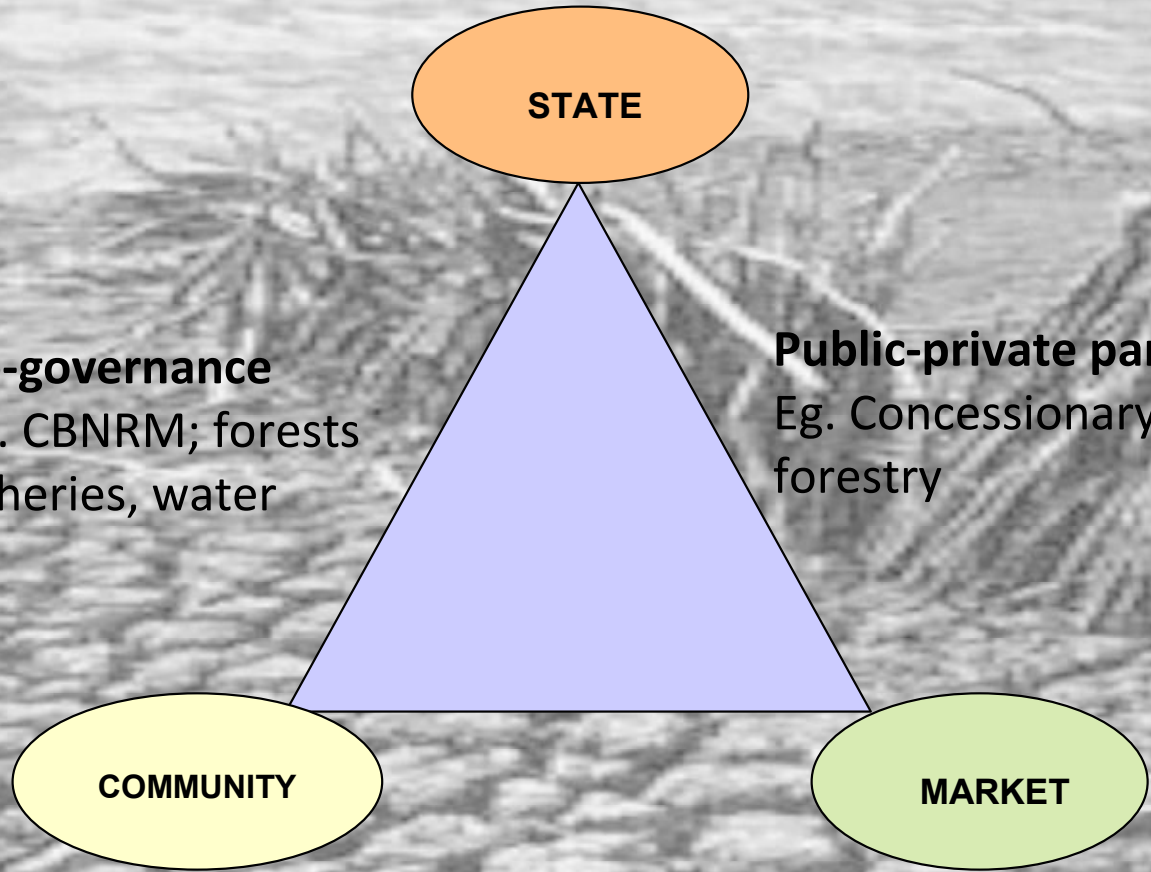 STATE
-governance
. CBNRM; forests
heries, water
Public-private par
Eg. Concessionary
forestry
COMMUNITY
MARKET